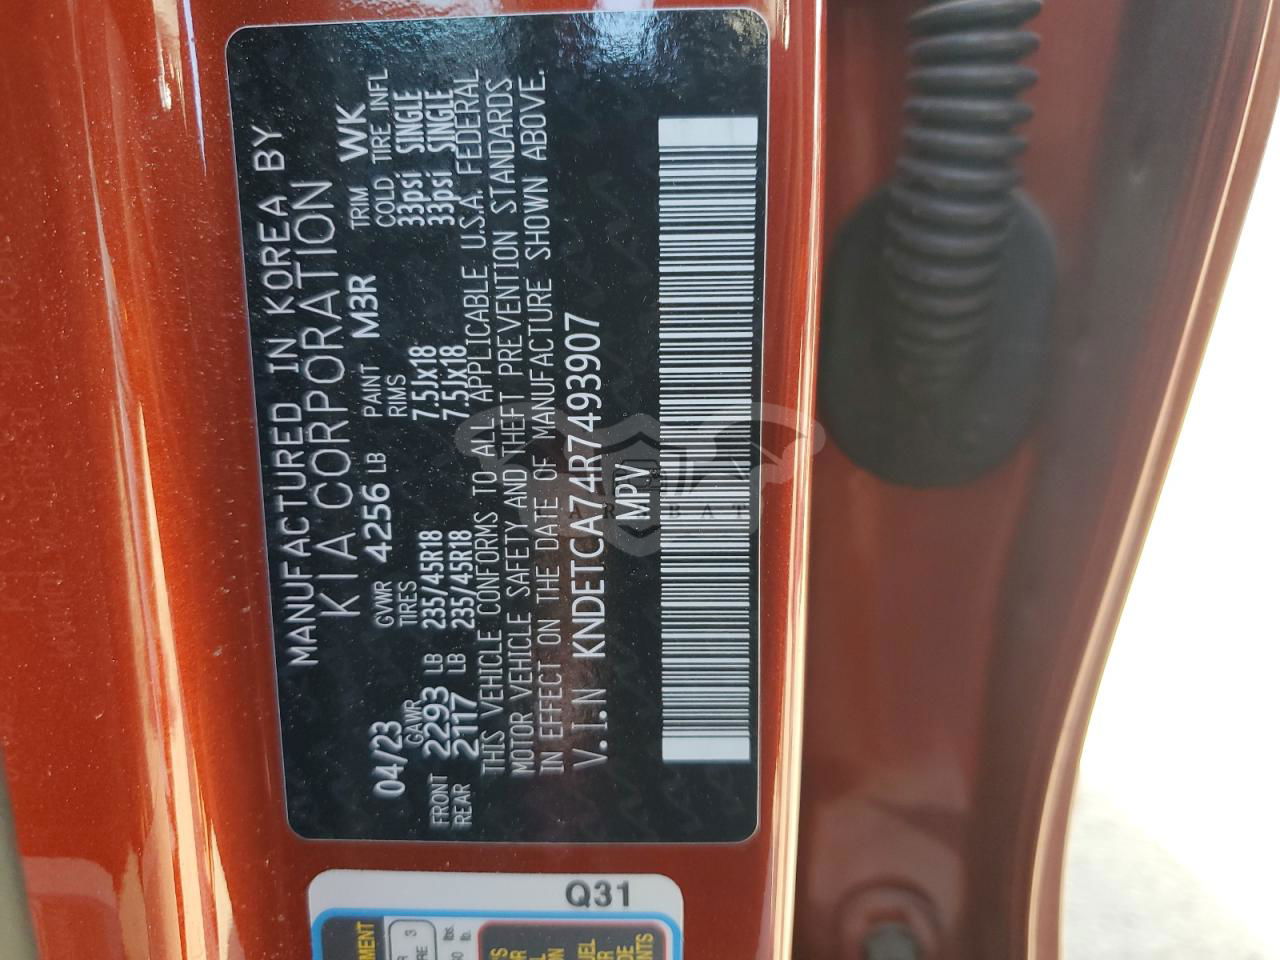 MANUFACTURED IN KOREA BY
KIA CORPORATION
04/23 GVWR 4256 LB PAINT M3R TRIM WK
GAWR TIRES RIMS COLD TIRE INFL
FRONT 2293 LB 235/45R18 7.5Jx18 33psi SINGLE
REAR 2117 LB 235/45R18 7.5Jx18 33psi SINGLE
THIS VEHICLE CONFORMS TO ALL APPLICABLE U.S.A. FEDERAL
MOTOR VEHICLE SAFETY AND THEFT PREVENTION STANDARDS
IN EFFECT ON THE DATE OF MANUFACTURE SHOWN ABOVE.
V.I.N KNDETCA74R7493907
MPV
Q31